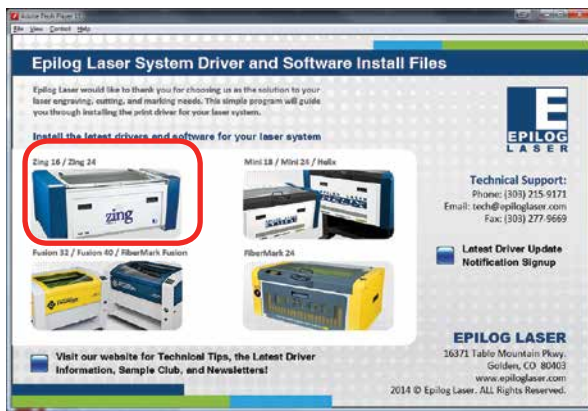 Adobe Flash Player 11
File View Control Help
Epilog Laser System Driver and Software Install Files
Epilog Laser would like to thank you for choosing us as the solution to your
laser engraving, cutting, and marking needs. This simple program will guide
you through installing the print driver for your laser system.
Install the latest drivers and software for your laser system
Zing 16 / Zing 24
Mini 18 / Mini 24 / Helix
zing
Fusion 32 / Fusion 40 / FiberMark Fusion
FiberMark 24
EPILOG
LASER
Technical Support:
Phone: (303) 215-9171
Email: tech@epiloglaser.com
Fax: (303) 277-9669
Latest Driver Update
Notification Signup
Visit our website for Technical Tips, the Latest Driver
Information, Sample Club, and Newsletters!
EPILOG LASER
16371 Table Mountain Pkwy.
Golden, CO 80403
www.epiloglaser.com
2014 © Epilog Laser. ALL Rights Reserved.